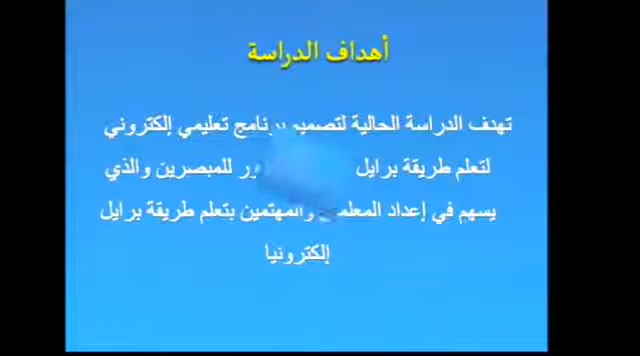 أهداف الدراسة
تهدف الدراسة الحالية لتصميم برنامج تعليمي إلكتروني
لتعلم طريقة برايل للمبصرين والذي
يسهم في إعداد والمهتمين بتعلم طريقة برايل
إلكترونيا